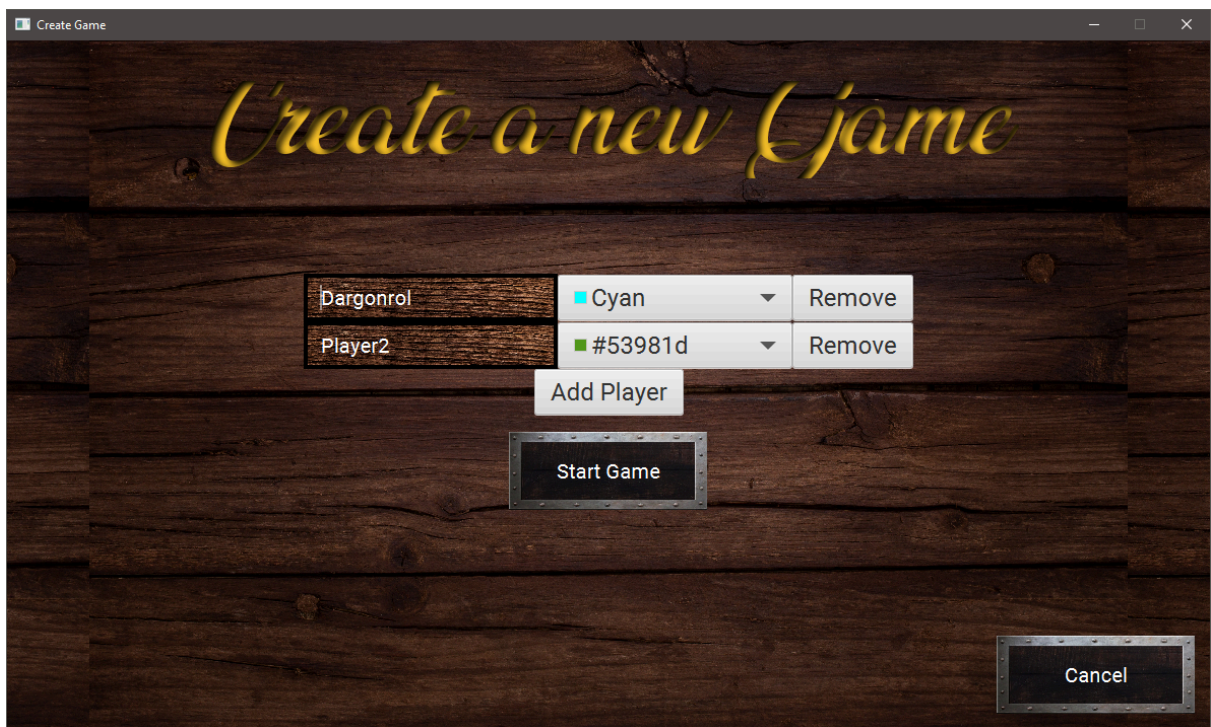 Create Game
Create a new Game
Dargonrol Cyan Remove
Player2 #53981d Remove
Add Player
Start Game
Cancel